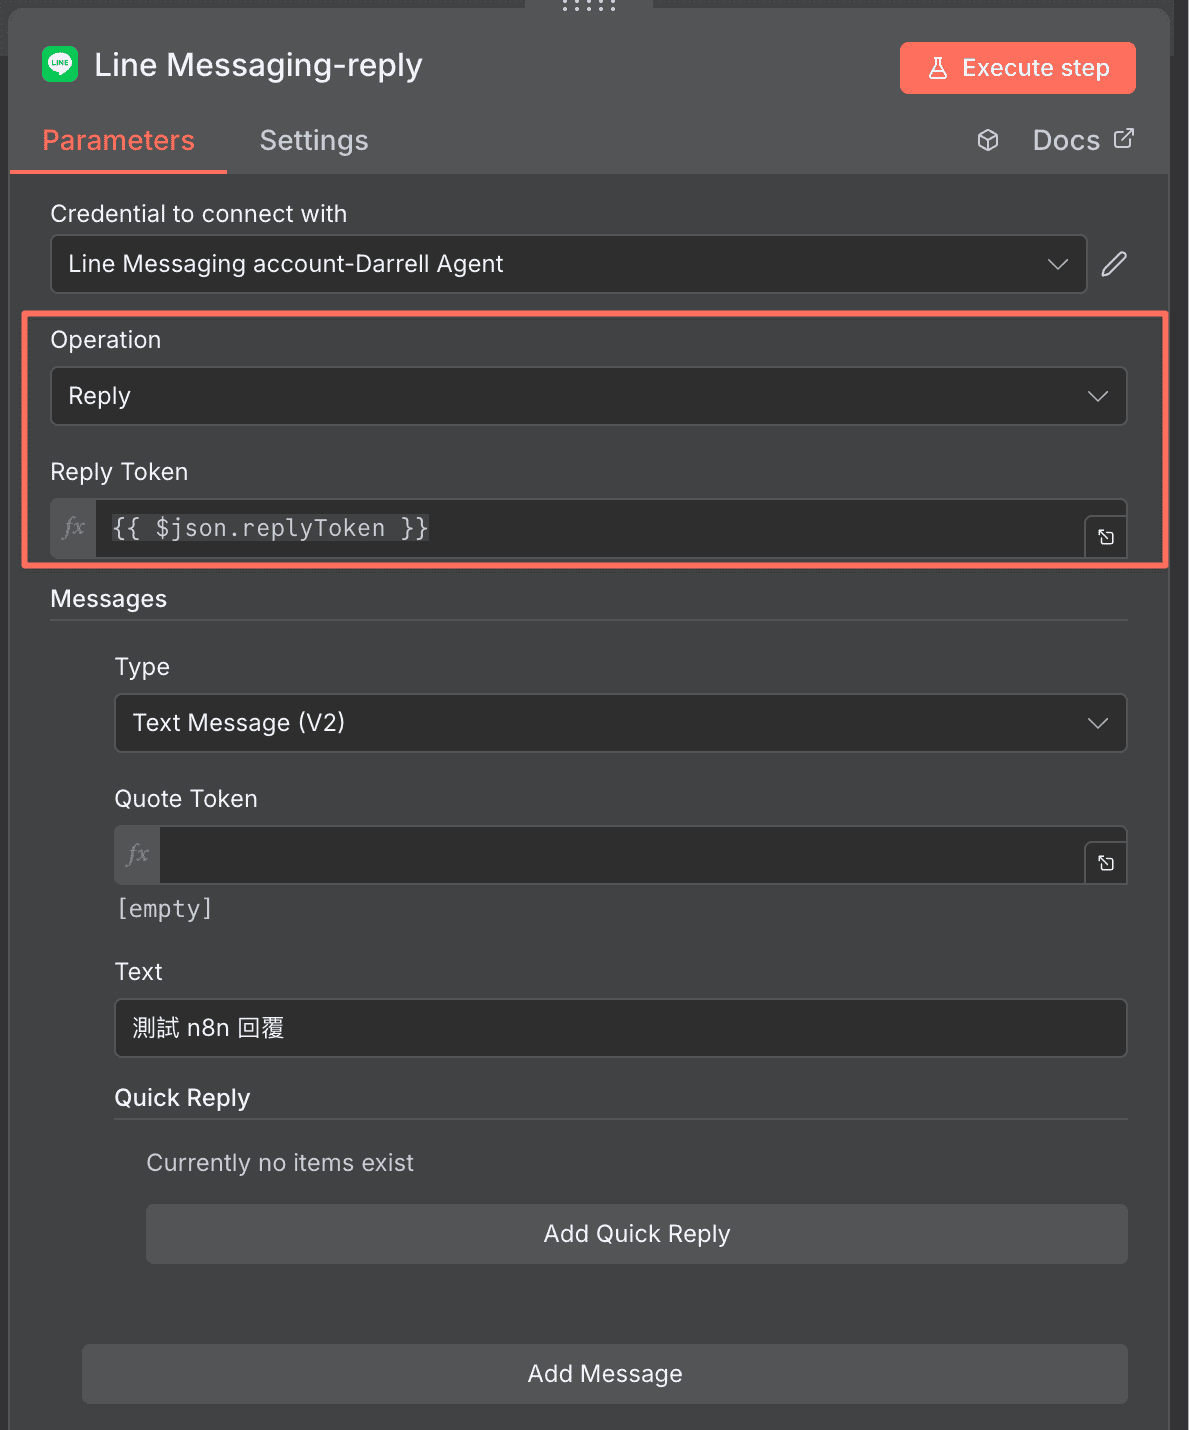 LINE
Line Messaging-reply
Execute step
Parameters
Settings
Docs
Credential to connect with
Line Messaging account-Darrell Agent
Operation
Reply
Reply Token
fx
{{ $json.replyToken }}
Messages
Type
Text Message (V2)
Quote Token
fx
[empty]
Text
測試 n8n 回覆
Quick Reply
Currently no items exist
Add Quick Reply
Add Message